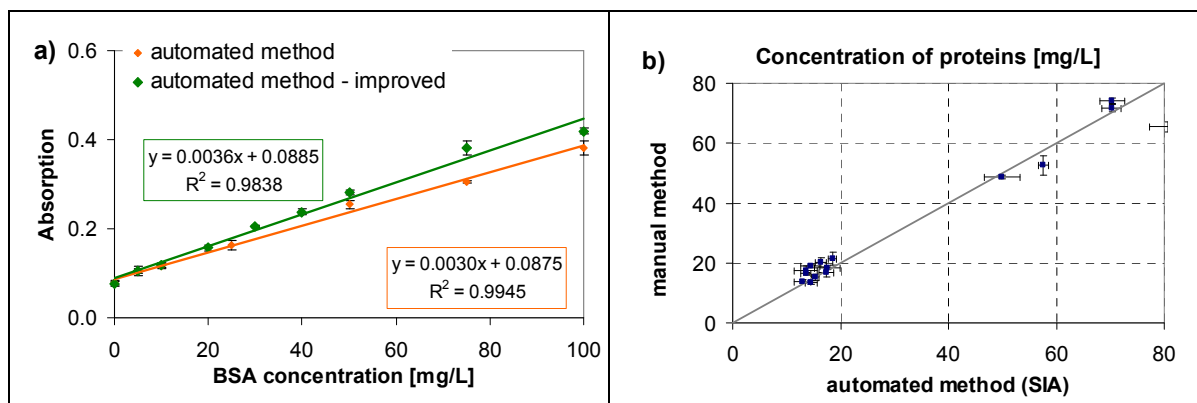 a)
0.6
automated method
automated method - improved
0.4
y = 0.0036x + 0.0885
R² = 0.9838
Absorption
0.2
y = 0.0030x + 0.0875
R² = 0.9945
0.0
0 20 40 60 80 100
BSA concentration [mg/L]
b)
Concentration of proteins [mg/L]
80
60
manual method
40
20
0
0 20 40 60 80
automated method (SIA)